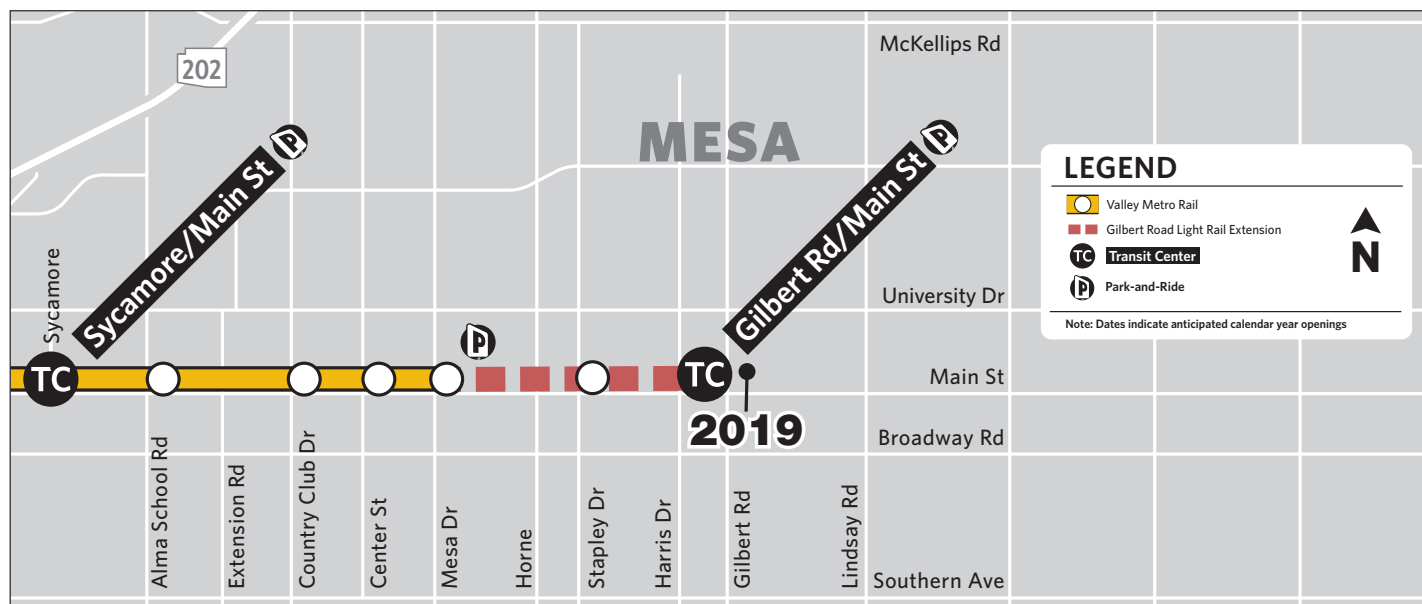 McKellips Rd
202
MESA
P
Sycamore/Main St
P
Gilbert Rd/Main St
LEGEND
Valley Metro Rail
Gilbert Road Light Rail Extension
TC Transit Center
P Park-and-Ride
N
Note: Dates indicate anticipated calendar year openings
Sycamore
University Dr
P
TC
TC
Main St
2019
Broadway Rd
Alma School Rd
Extension Rd
Country Club Dr
Center St
Mesa Dr
Horne
Stapley Dr
Harris Dr
Gilbert Rd
Lindsay Rd
Southern Ave